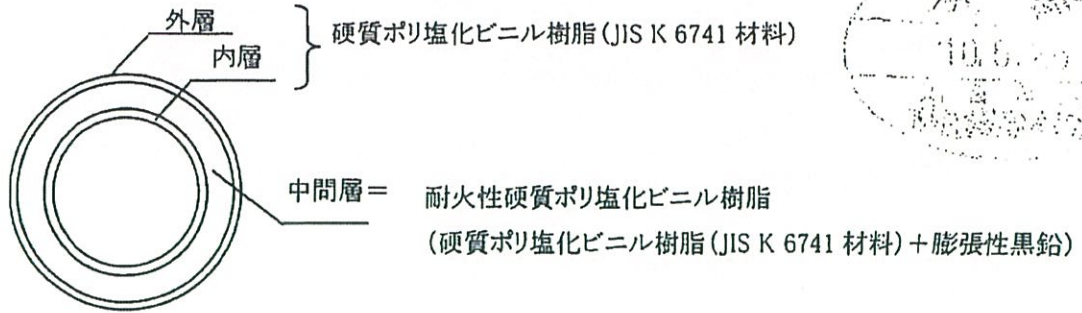 外層
内層
硬質ポリ塩化ビニル樹脂(JIS K 6741 材料)
中間層＝
耐火性硬質ポリ塩化ビニル樹脂
(硬質ポリ塩化ビニル樹脂(JIS K 6741 材料)＋膨張性黒鉛)